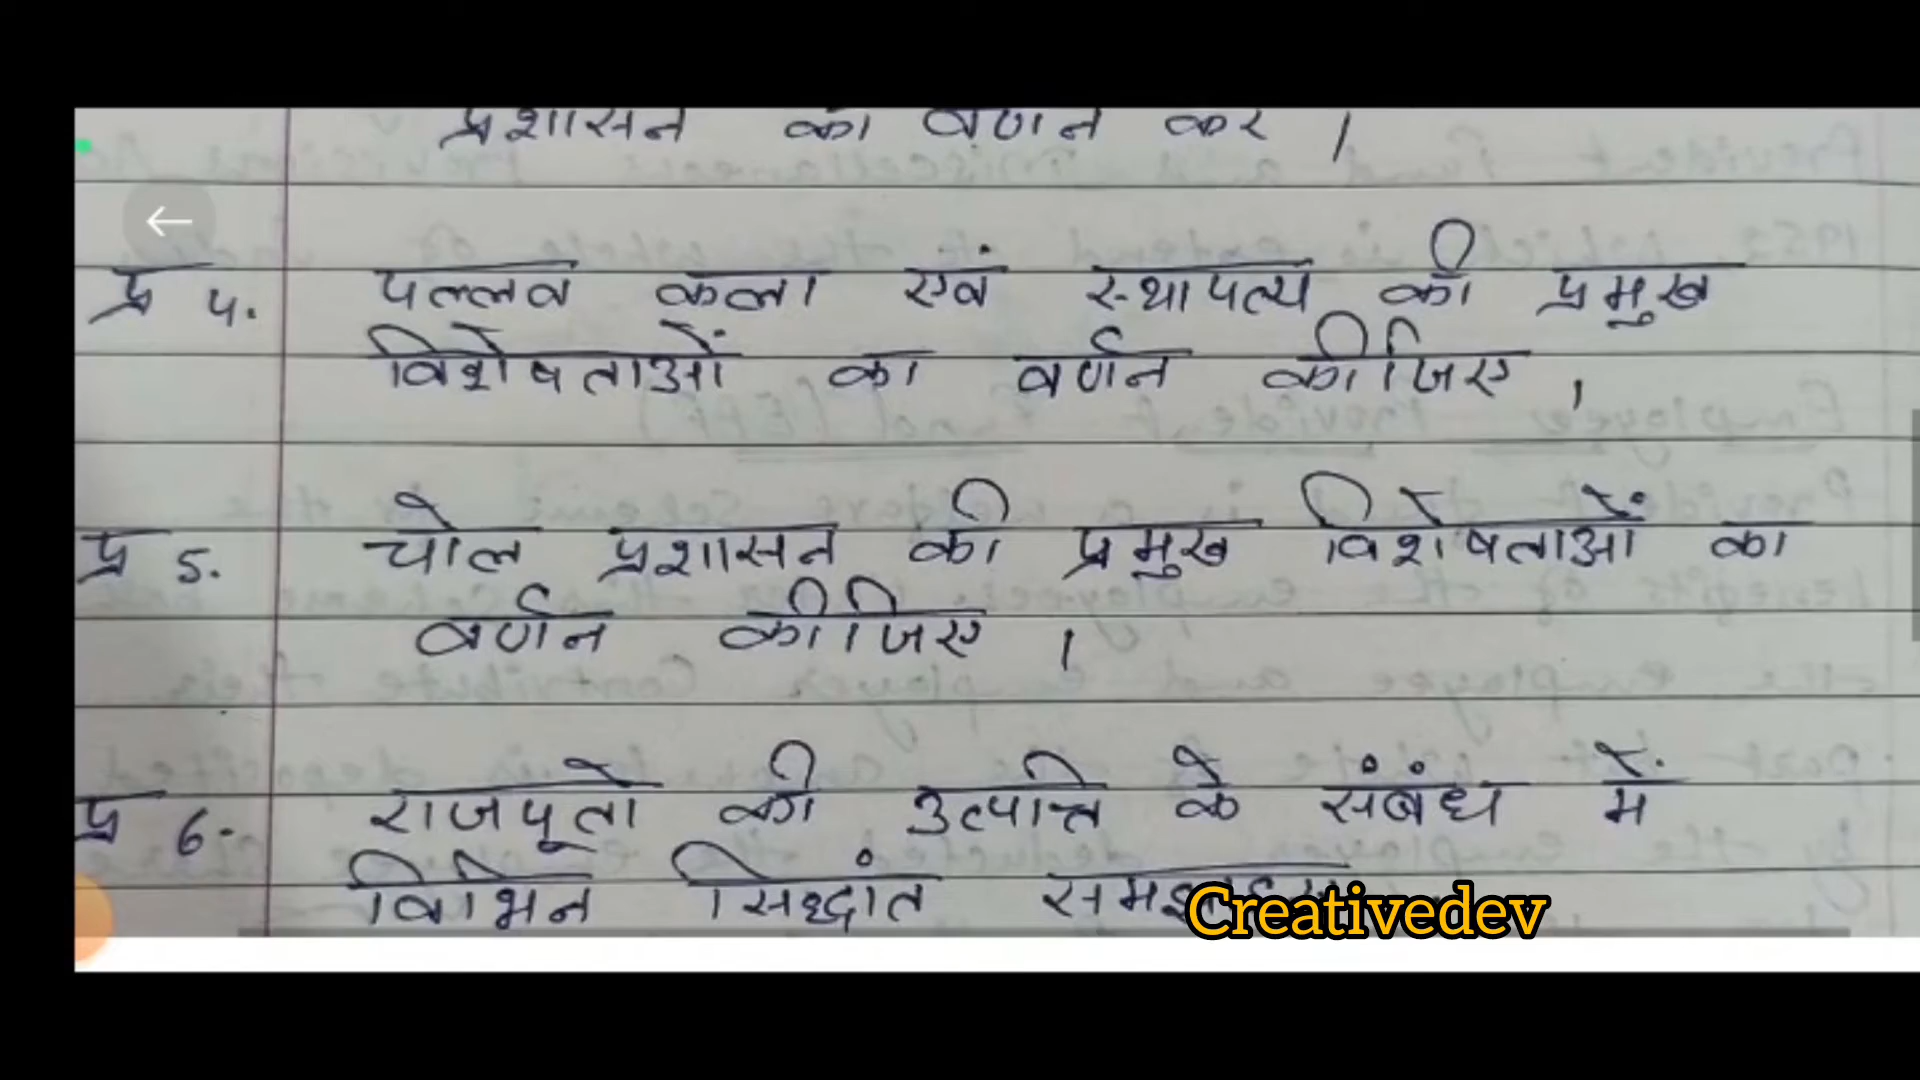 प्रशासन का वर्णन करे ।
प्र 4. पल्लव कला एवं स्थापत्य की प्रमुख
विशेषताओं का वर्णन कीजिए ।
प्र 5. चोल प्रशासन की प्रमुख विशेषताओं का
वर्णन कीजिए ।
प्र 6. राजपूतो की उत्पत्ति के संबंध में
विभिन सिद्धांत
Creativedev